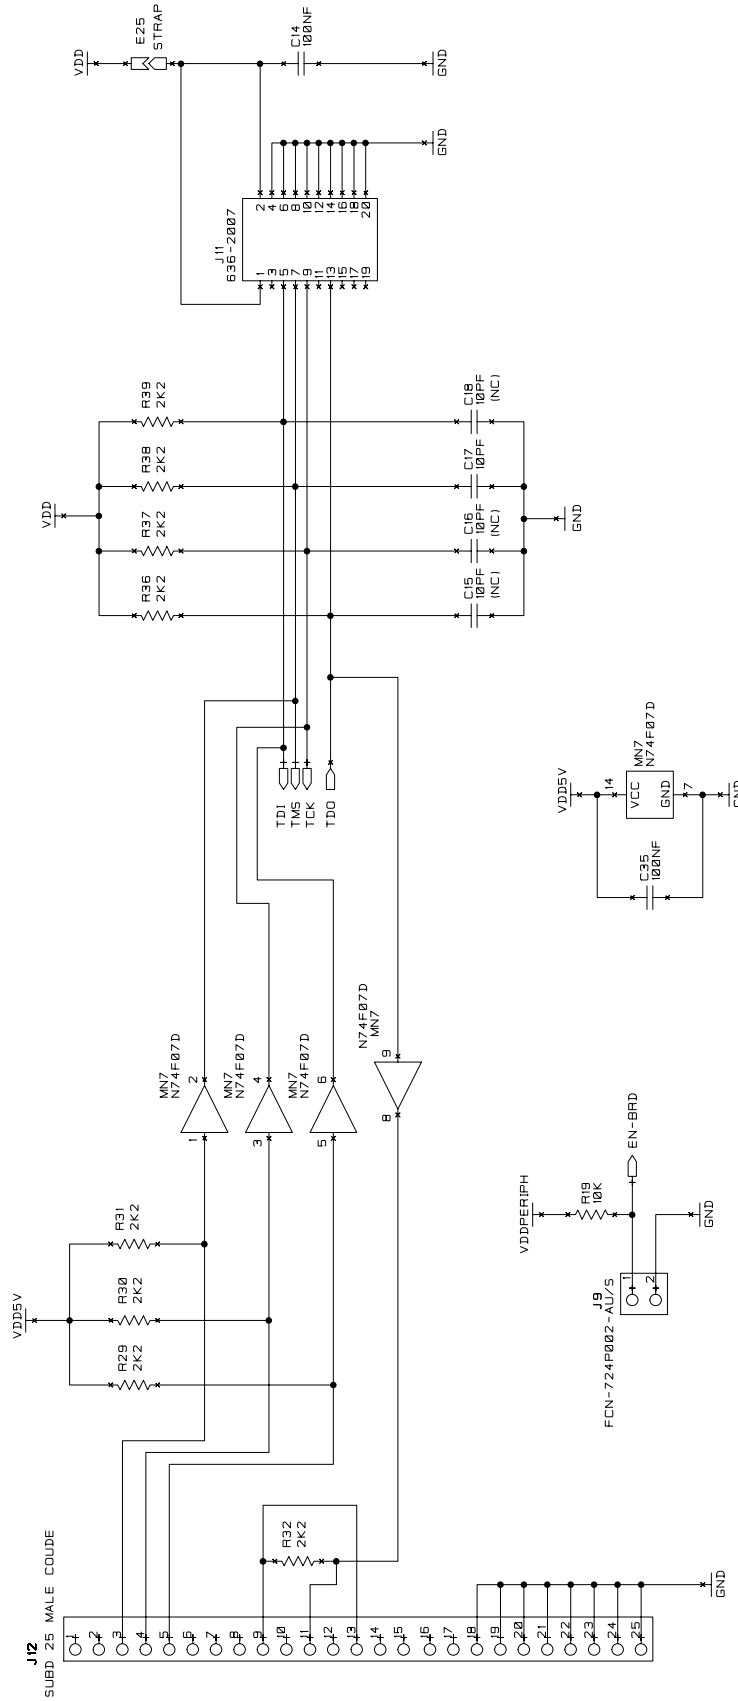 VDD
E25
STRAP
C14
100NF
GND
GND
2
4
6
8
10
12
14
16
18
20
J11
636-2007
1
3
5
7
9
11
13
15
17
19
VDD
R39
2K2
R38
2K2
R37
2K2
R36
2K2
C18
10PF
(NC)
C17
10PF
C16
10PF
(NC)
C15
10PF
(NC)
GND
TDI
TMS
TCK
TDO
VDD5V
14
MN7
N74F07D
VCC
GND
7
GND
C35
100NF
MN7
N74F07D
1
2
MN7
N74F07D
3
4
MN7
N74F07D
5
6
N74F07D
MN7
9
8
VDD5V
R31
2K2
R30
2K2
R29
2K2
VDDPERIPH
R19
10K
EN-BRD
GND
J9
FCN-724P002-AU/S
1
2
R32
2K2
GND
J12
SUBD 25 MALE COUDE
1
2
3
4
5
6
7
8
9
10
11
12
13
14
15
16
17
18
19
20
21
22
23
24
25